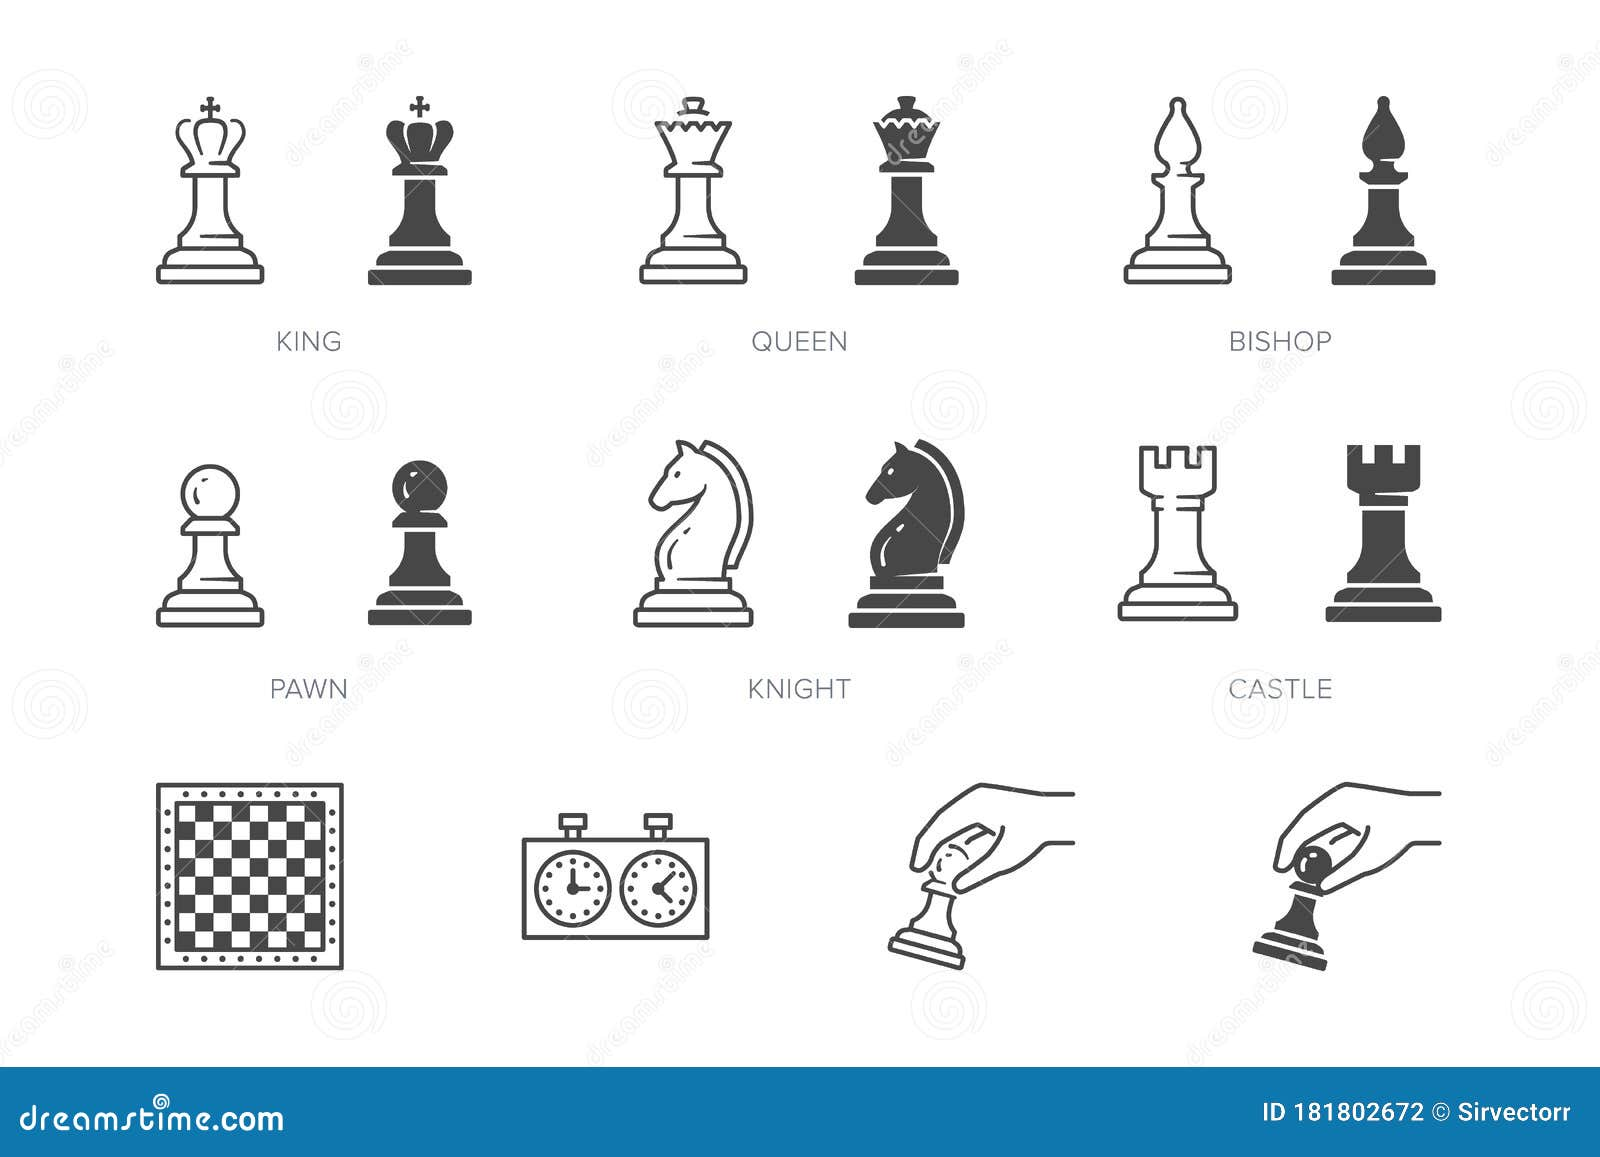 KING
QUEEN
BISHOP
PAWN
KNIGHT
CASTLE
dreamstime.com
ID 181802672 © Sirvectorr